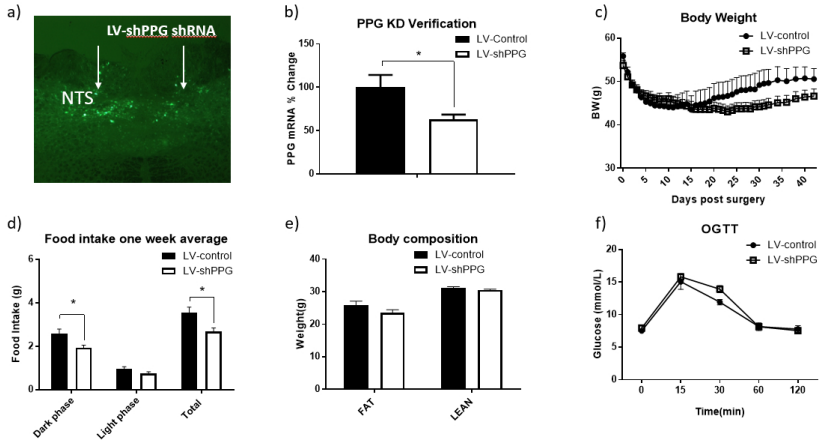 a)
LV-shPPG shRNA
NTS
b)
PPG KD Verification
LV-Control
LV-shPPG
*
PPG mRNA % Change
150
100
50
0
c)
Body Weight
LV-control
LV-shPPG
BW(g)
60
50
40
30
0 5 10 15 20 25 30 35 40
Days post surgery
d)
Food intake one week average
LV-control
LV-shPPG
Food Intake (g)
6
4
2
0
* *
Dark phase Light phase Total
e)
Body composition
LV-control
LV-shPPG
Weight(g)
40
30
20
10
0
FAT LEAN
f)
OGTT
LV-control
LV-shPPG
Glucose (mmol/L)
20
15
10
5
0
0 15 30 60 120
Time(min)